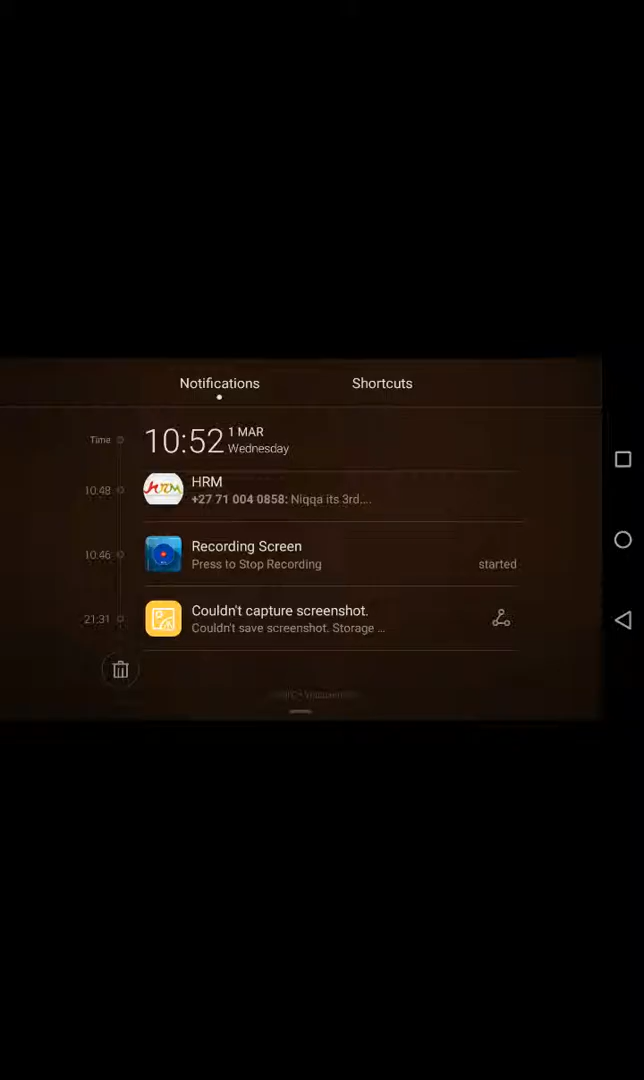 Notifications Shortcuts
Time 10:52 1 MAR
Wednesday
10:48 HRM
+27 71 004 0858: Niqqa its 3rd....
10:46 Recording Screen
Press to Stop Recording started
21:31 Couldn't capture screenshot.
Couldn't save screenshot. Storage ...